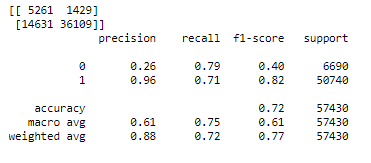 [[ 5261 1429]
[14631 36109]]
precision recall f1-score support
0 0.26 0.79 0.40 6690
1 0.96 0.71 0.82 50740
accuracy 0.72 57430
macro avg 0.61 0.75 0.61 57430
weighted avg 0.88 0.72 0.77 57430